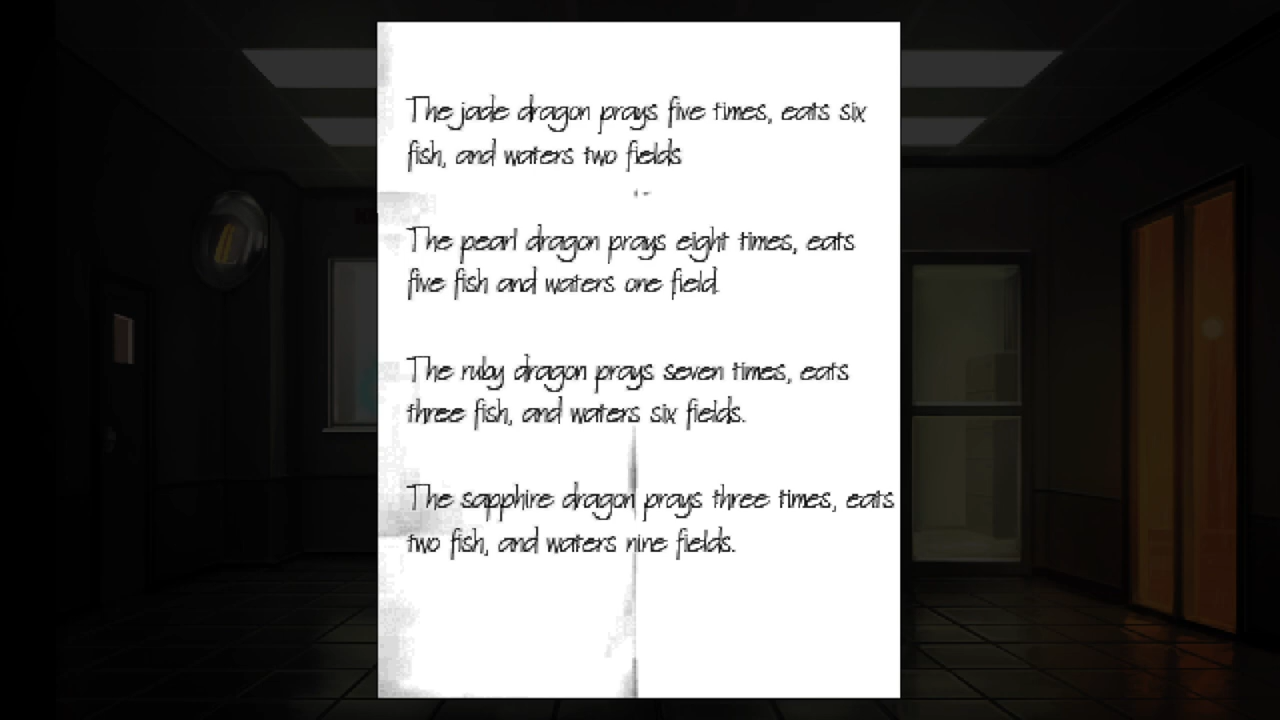 The jade dragon prays five times, eats six
fish, and waters two fields
The pearl dragon prays eight times, eats
five fish and waters one field.
The ruby dragon prays seven times, eats
three fish, and waters six fields.
The sapphire dragon prays three times, eats
two fish, and waters nine fields.